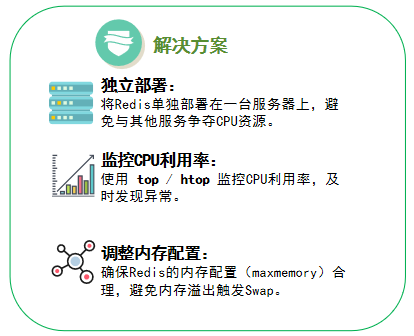 解决方案
独立部署：
将Redis单独部署在一台服务器上，避
免与其他服务争夺CPU资源。
监控CPU利用率：
使用 top / htop 监控CPU利用率，及
时发现异常。
调整内存配置：
确保Redis的内存配置（maxmemory）合
理，避免内存溢出触发Swap。